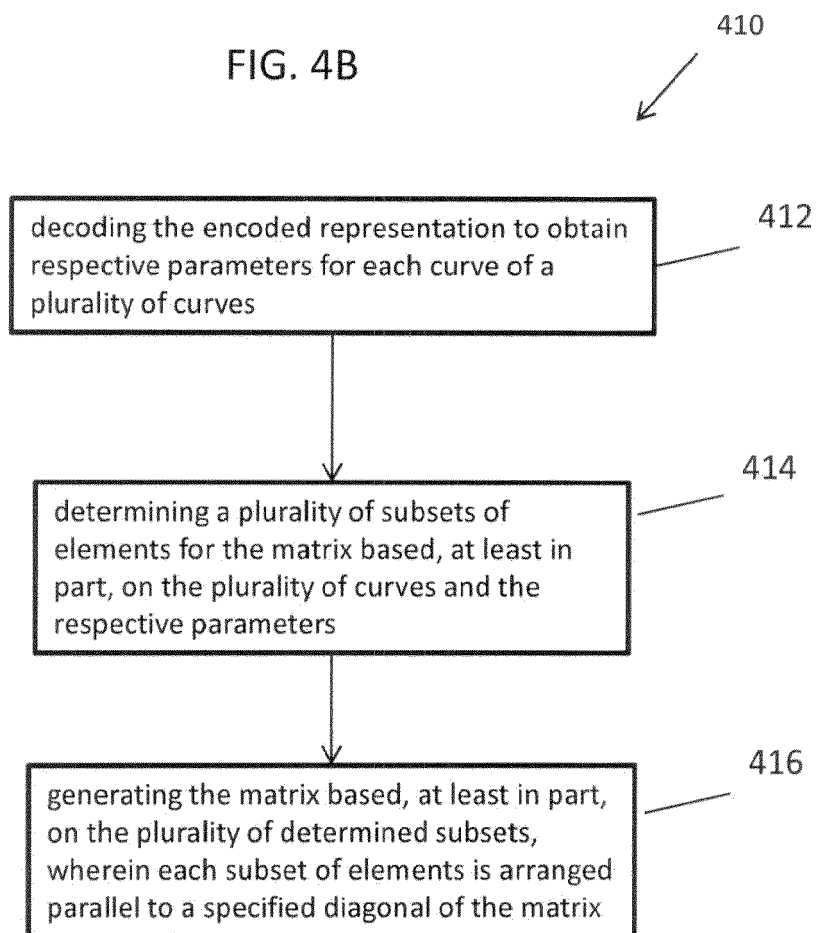 410
FIG. 4B
decoding the encoded representation to obtain
respective parameters for each curve of a
plurality of curves
412
determining a plurality of subsets of
elements for the matrix based, at least in
part, on the plurality of curves and the
respective parameters
414
generating the matrix based, at least in part,
on the plurality of determined subsets,
wherein each subset of elements is arranged
parallel to a specified diagonal of the matrix
416